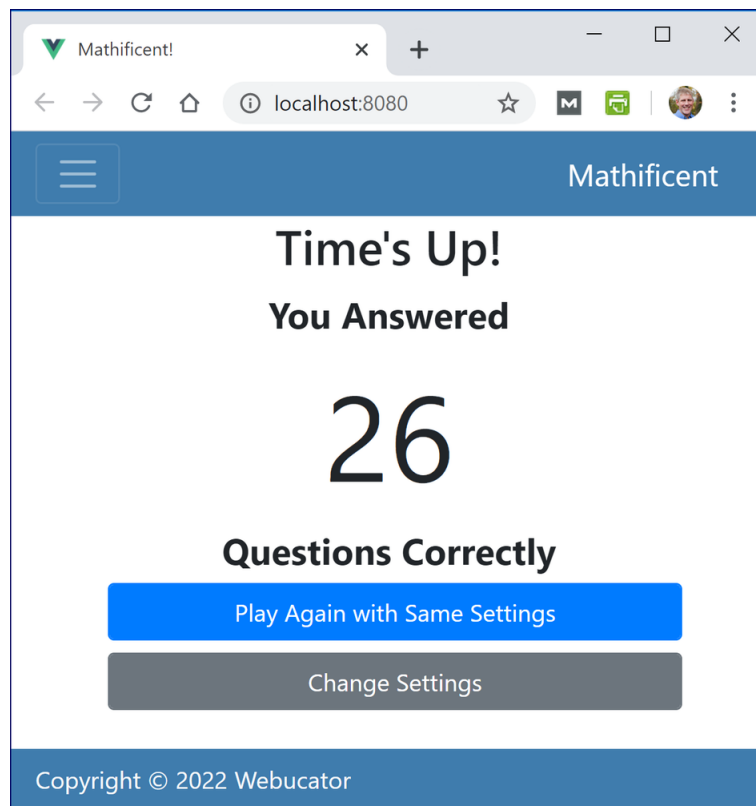 Mathificent!
localhost:8080
Mathificent
Time's Up!
You Answered
26
Questions Correctly
Play Again with Same Settings
Change Settings
Copyright © 2022 Webucator